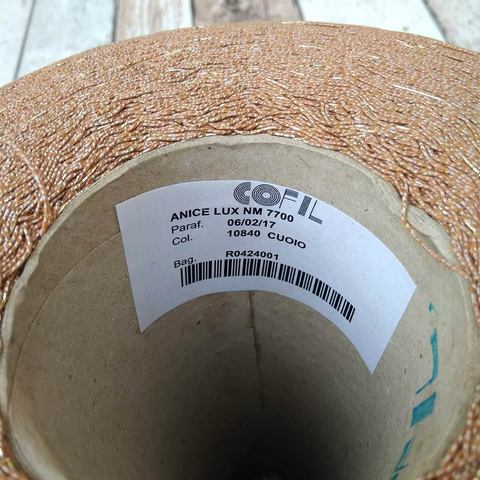 COFIL
ANICE LUX NM 7700
Paraf. 06/02/17
Col. 10840 CUOIO
Bag. R0424001